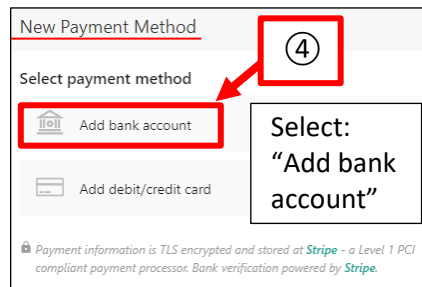 New Payment Method
④
Select payment method
Add bank account
Select:
“Add bank
account”
Add debit/credit card
Payment information is TLS encrypted and stored at Stripe - a Level 1 PCI
compliant payment processor. Bank verification powered by Stripe.